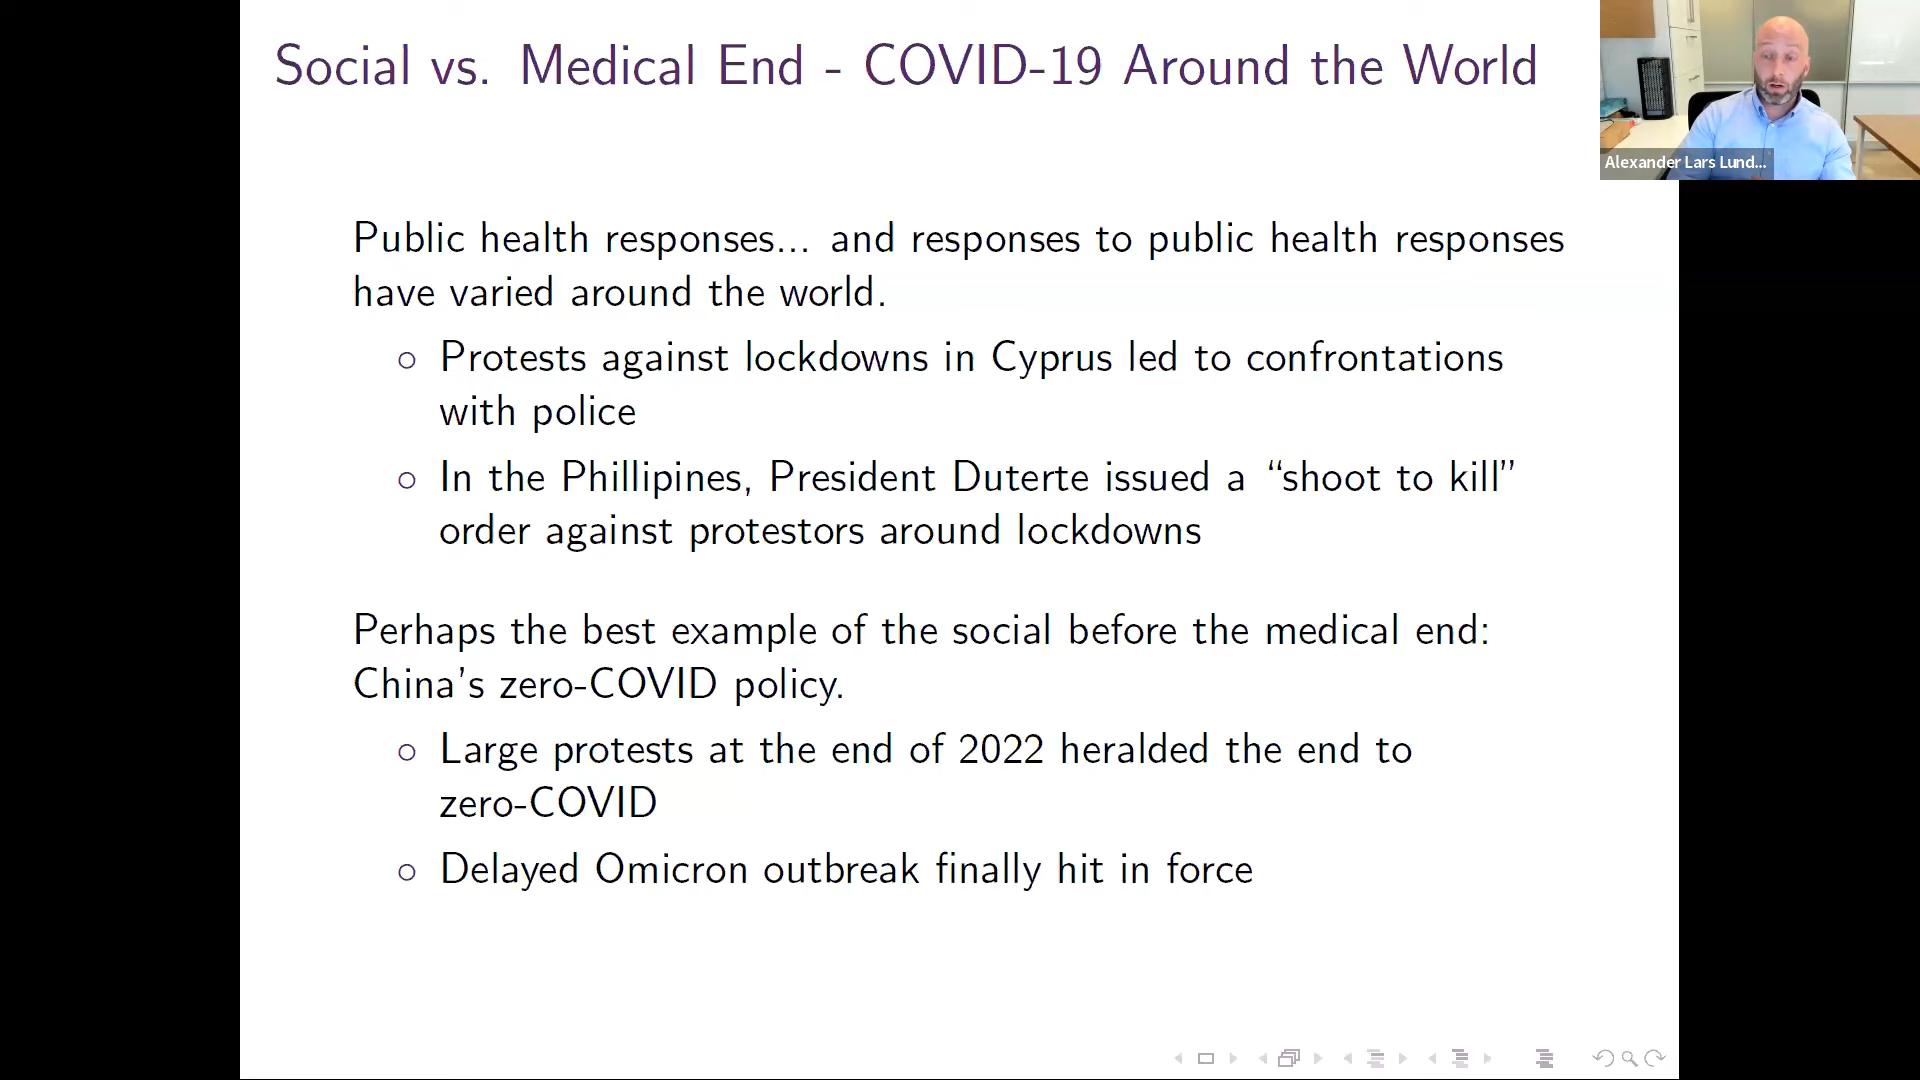 Social vs. Medical End - COVID-19 Around the World
Alexander Lars Lund...
Public health responses... and responses to public health responses
have varied around the world.
Protests against lockdowns in Cyprus led to confrontations
with police
In the Phillipines, President Duterte issued a “shoot to kill”
order against protestors around lockdowns
Perhaps the best example of the social before the medical end:
China’s zero-COVID policy.
Large protests at the end of 2022 heralded the end to
zero-COVID
Delayed Omicron outbreak finally hit in force